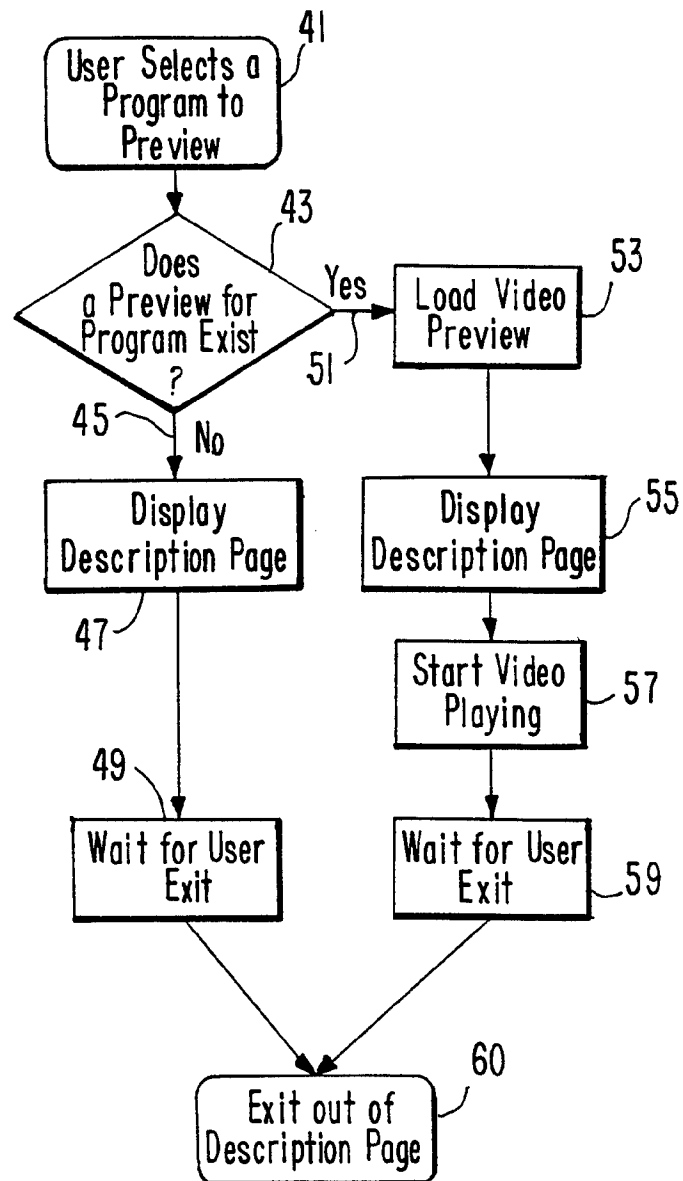 41
User Selects a
Program to
Preview
43
Does
a Preview for
Program Exist
?
Yes
51
53
Load Video
Preview
45
No
Display
Description Page
47
Display
Description Page
55
Start Video
Playing
57
49
Wait for User
Exit
Wait for User
Exit
59
60
Exit out of
Description Page